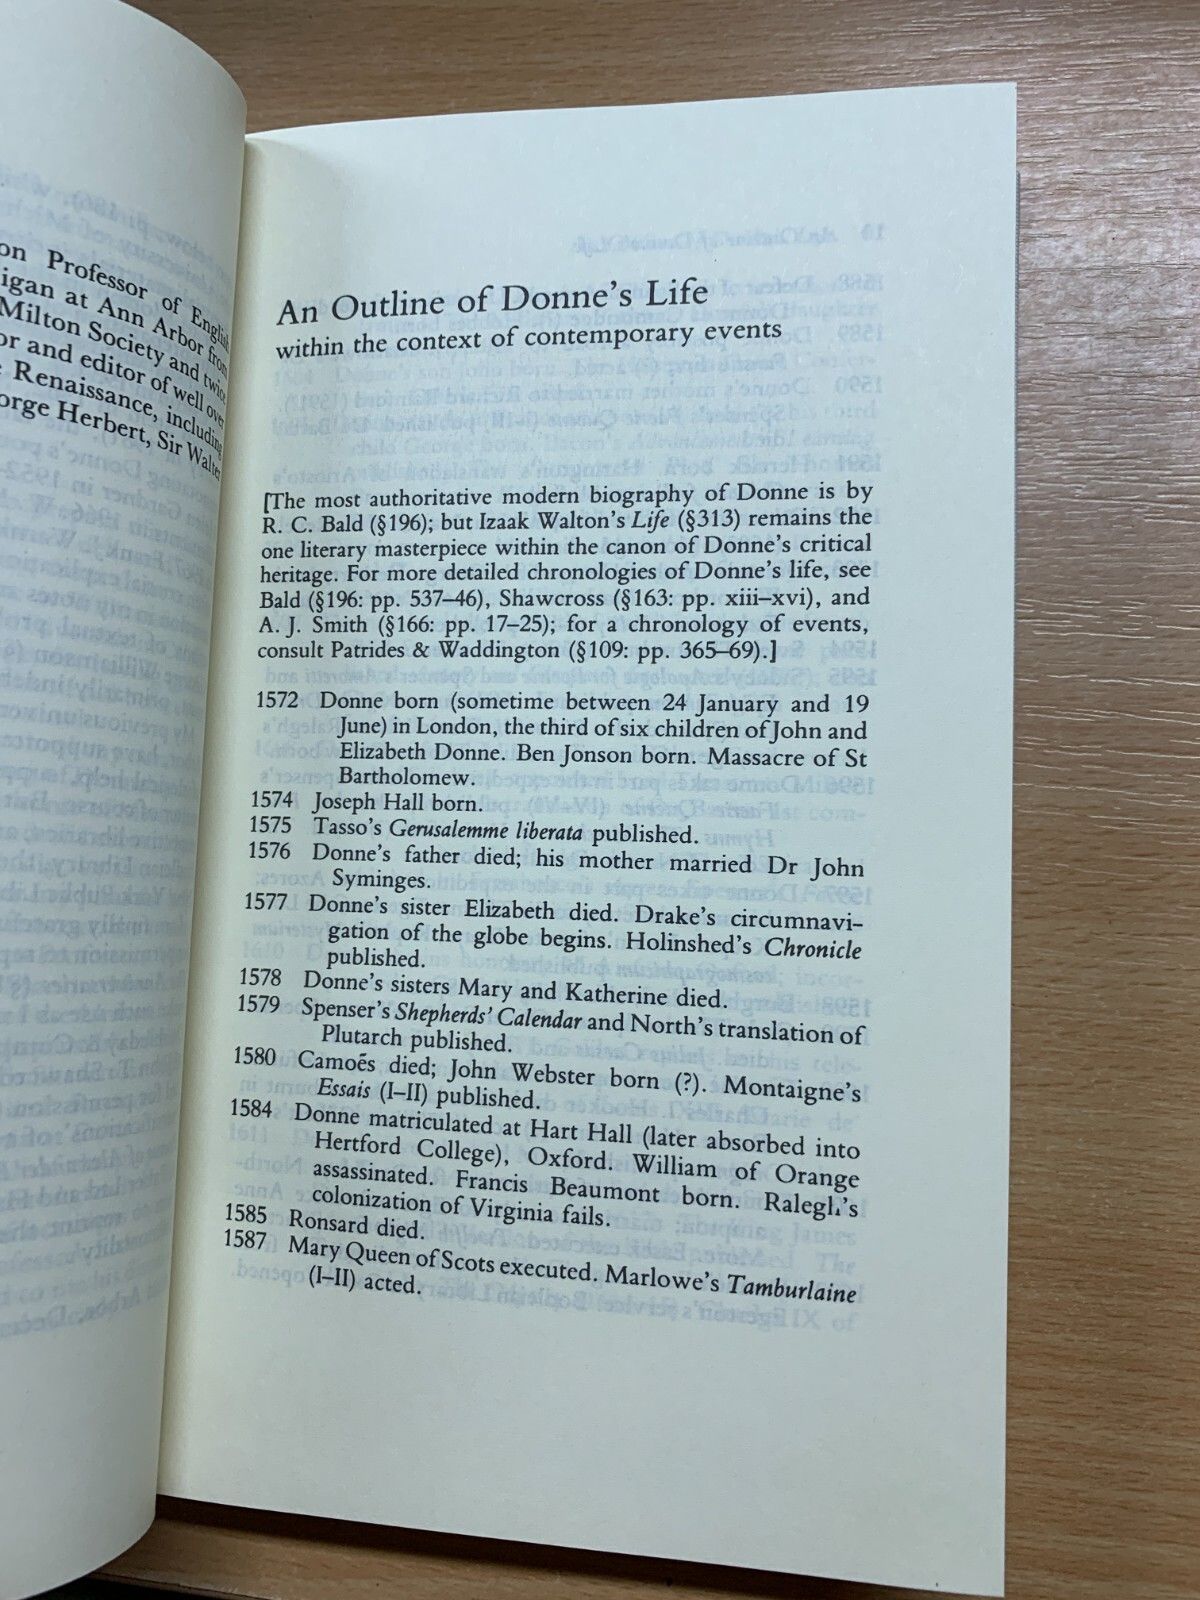 on Professor of English
igan at Ann Arbor from
Milton Society and twice
or and editor of well over
Renaissance, including
orge Herbert, Sir Walter
An Outline of Donne's Life
within the context of contemporary events
[The most authoritative modern biography of Donne is by
R. C. Bald (§196); but Izaak Walton's Life (§313) remains the
one literary masterpiece within the canon of Donne's critical
heritage. For more detailed chronologies of Donne's life, see
Bald (§196: pp. 537–46), Shawcross (§163: pp. xiii–xvi), and
A. J. Smith (§166: pp. 17–25); for a chronology of events,
consult Patrides & Waddington (§109: pp. 365–69).]
1572 Donne born (sometime between 24 January and 19
June) in London, the third of six children of John and
Elizabeth Donne. Ben Jonson born. Massacre of St
Bartholomew.
1574 Joseph Hall born.
1575 Tasso's Gerusalemme liberata published.
1576 Donne's father died; his mother married Dr John
Syminges.
1577 Donne's sister Elizabeth died. Drake's circumnavi-
gation of the globe begins. Holinshed's Chronicle
published.
1578 Donne's sisters Mary and Katherine died.
1579 Spenser's Shepherds' Calendar and North's translation of
Plutarch published.
1580 Camoẽs died; John Webster born (?). Montaigne's
Essais (I–II) published.
1584 Donne matriculated at Hart Hall (later absorbed into
Hertford College), Oxford. William of Orange
assassinated. Francis Beaumont born. Ralegh's
colonization of Virginia fails.
1585 Ronsard died.
1587 Mary Queen of Scots executed. Marlowe's Tamburlaine
(I–II) acted.